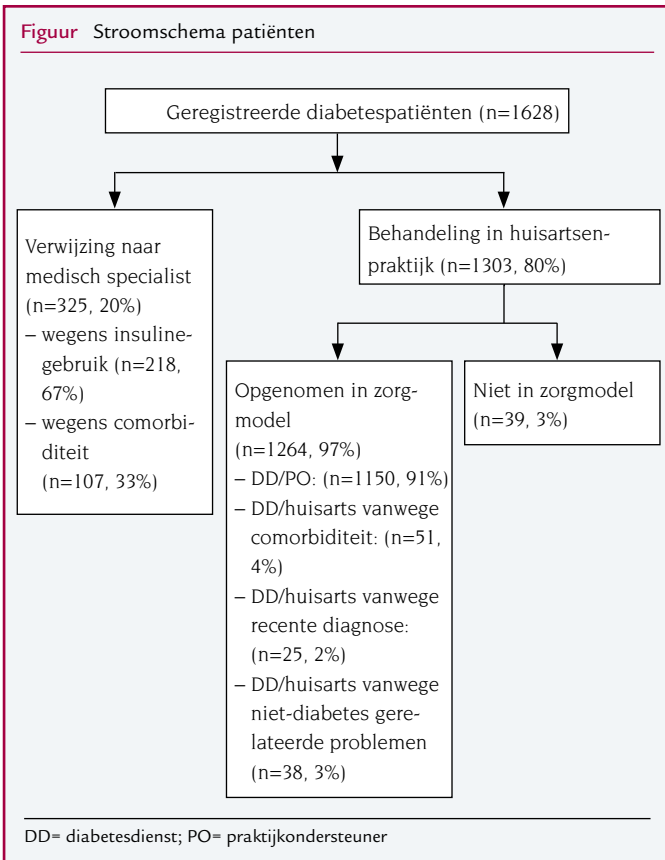 Figuur Stroomschema patiënten
Geregistreerde diabetespatiënten (n=1628)
Verwijzing naar
medisch specialist
(n=325, 20%)
– wegens insuline-
gebruik (n=218,
67%)
– wegens comorbi-
diteit
(n=107, 33%)
Behandeling in huisartsen-
praktijk (n=1303, 80%)
Opgenomen in zorg-
model
(n=1264, 97%)
– DD/PO: (n=1150, 91%)
– DD/huisarts vanwege
comorbiditeit: (n=51,
4%)
– DD/huisarts vanwege
recente diagnose:
(n=25, 2%)
– DD/huisarts vanwege
niet-diabetes gere-
lateerde problemen
(n=38, 3%)
Niet in zorgmodel
(n=39, 3%)
DD= diabetesdienst; PO= praktijkondersteuner